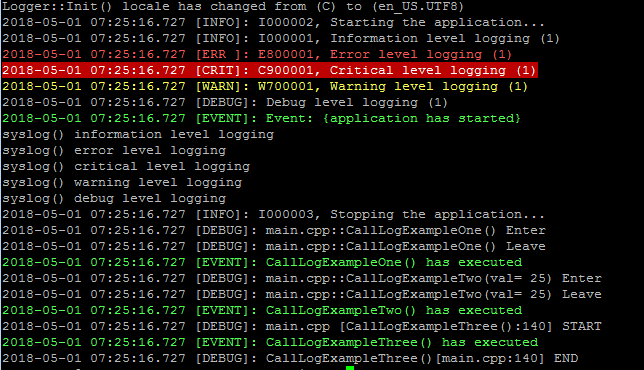 Logger::Init() locale has changed from (C) to (en_US.UTF8)
2018-05-01 07:25:16.727 [INFO]: I000002, Starting the application...
2018-05-01 07:25:16.727 [INFO]: I000001, Information level logging (1)
2018-05-01 07:25:16.727 [ERR ]: E800001, Error level logging (1)
2018-05-01 07:25:16.727 [CRIT]: C900001, Critical level logging (1)
2018-05-01 07:25:16.727 [WARN]: W700001, Warning level logging (1)
2018-05-01 07:25:16.727 [DEBUG]: Debug level logging (1)
2018-05-01 07:25:16.727 [EVENT]: Event: {application has started}
syslog() information level logging
syslog() error level logging
syslog() critical level logging
syslog() warning level logging
syslog() debug level logging
2018-05-01 07:25:16.727 [INFO]: I000003, Stopping the application...
2018-05-01 07:25:16.727 [DEBUG]: main.cpp::CallLogExampleOne() Enter
2018-05-01 07:25:16.727 [DEBUG]: main.cpp::CallLogExampleOne() Leave
2018-05-01 07:25:16.727 [EVENT]: CallLogExampleOne() has executed
2018-05-01 07:25:16.727 [DEBUG]: main.cpp::CallLogExampleTwo(val= 25) Enter
2018-05-01 07:25:16.727 [DEBUG]: main.cpp::CallLogExampleTwo(val= 25) Leave
2018-05-01 07:25:16.727 [EVENT]: CallLogExampleTwo() has executed
2018-05-01 07:25:16.727 [DEBUG]: main.cpp [CallLogExampleThree():140] START
2018-05-01 07:25:16.727 [EVENT]: CallLogExampleThree() has executed
2018-05-01 07:25:16.727 [DEBUG]: CallLogExampleThree()[main.cpp:140] END